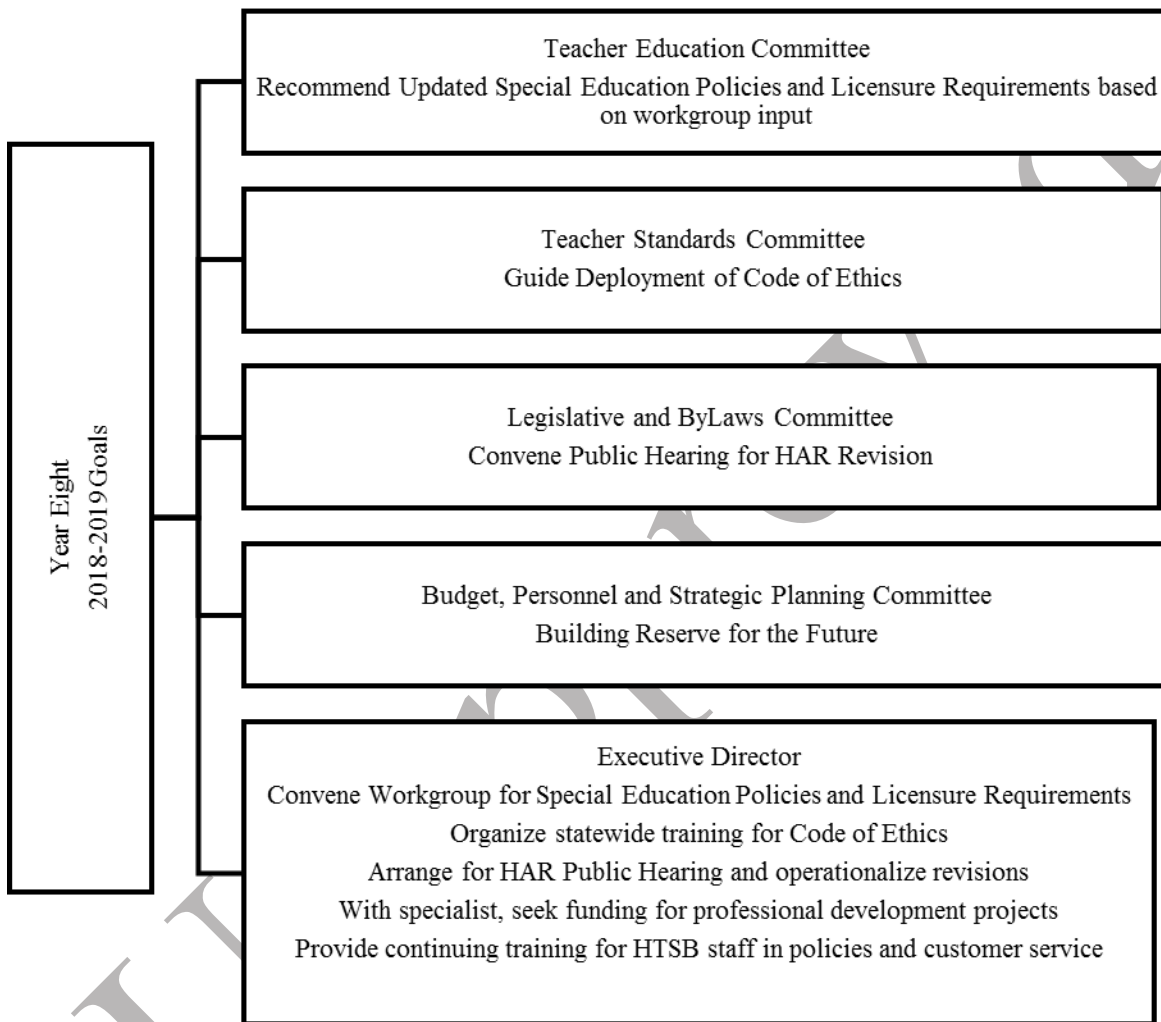 Year Eight
2018-2019 Goals
Teacher Education Committee
Recommend Updated Special Education Policies and Licensure Requirements based
on workgroup input
Teacher Standards Committee
Guide Deployment of Code of Ethics
Legislative and ByLaws Committee
Convene Public Hearing for HAR Revision
Budget, Personnel and Strategic Planning Committee
Building Reserve for the Future
Executive Director
Convene Workgroup for Special Education Policies and Licensure Requirements
Organize statewide training for Code of Ethics
Arrange for HAR Public Hearing and operationalize revisions
With specialist, seek funding for professional development projects
Provide continuing training for HTSB staff in policies and customer service